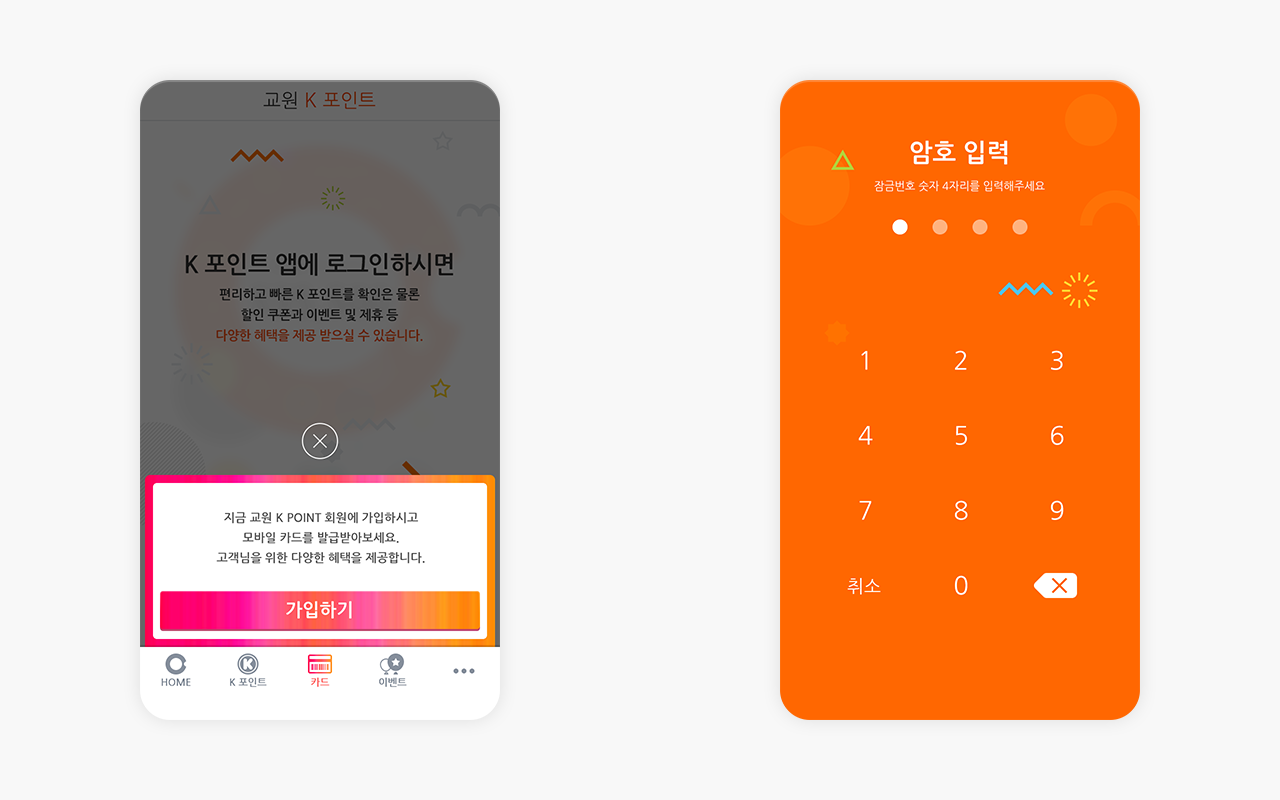 교원 K 포인트
K 포인트 앱에 로그인하시면
편리하고 빠른 K 포인트를 확인은 물론
할인 쿠폰과 이벤트 및 제휴 등
다양한 혜택을 제공 받으실 수 있습니다.
지금 교원 K POINT 회원에 가입하시고
모바일 카드를 발급받아보세요.
고객님을 위한 다양한 혜택을 제공합니다.
가입하기
HOME K 포인트 카드 이벤트
암호 입력
잠금번호 숫자 4자리를 입력해주세요
1 2 3
4 5 6
7 8 9
취소 0